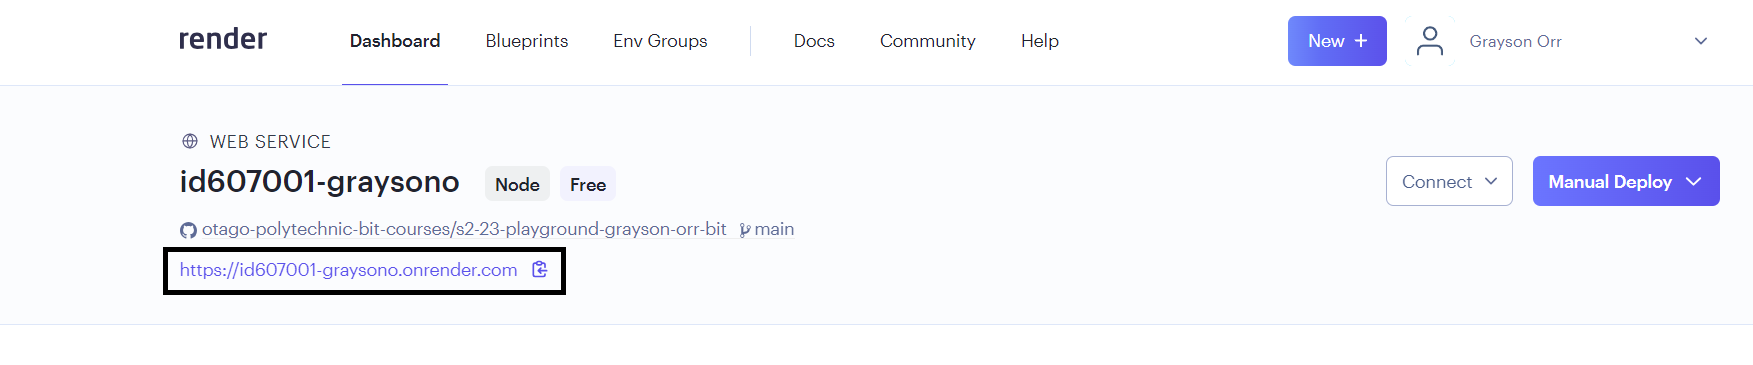 render Dashboard Blueprints Env Groups Docs Community Help New + Grayson Orr
WEB SERVICE
id607001-graysono Node Free Connect Manual Deploy
otago-polytechnic-bit-courses/s2-23-playground-grayson-orr-bit main
https://id607001-graysono.onrender.com